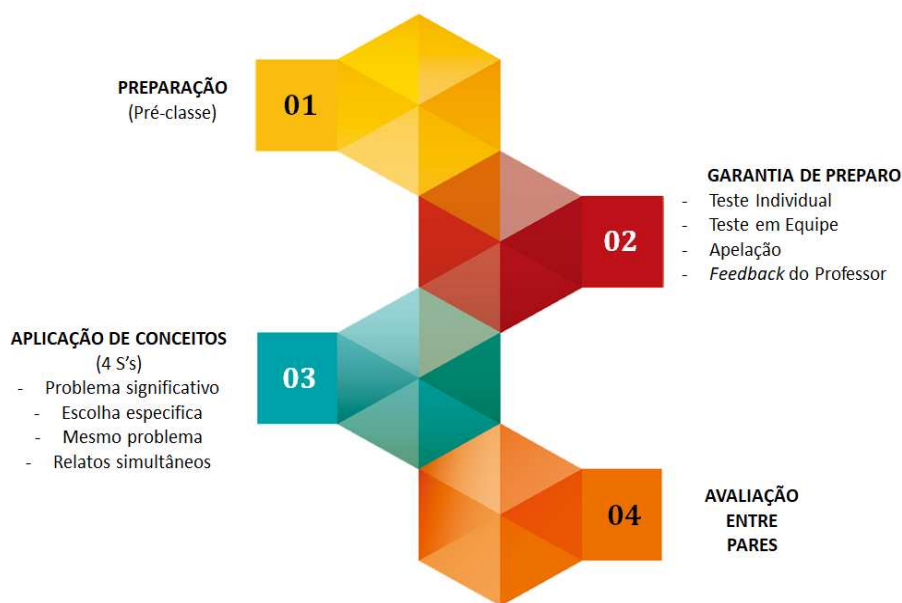 PREPARAÇÃO
(Pré-classe)
01
GARANTIA DE PREPARO
- Teste Individual
- Teste em Equipe
- Apelação
- Feedback do Professor
02
APLICAÇÃO DE CONCEITOS
(4 S’s)
- Problema significativo
- Escolha especifica
- Mesmo problema
- Relatos simultâneos
03
04
AVALIAÇÃO
ENTRE
PARES